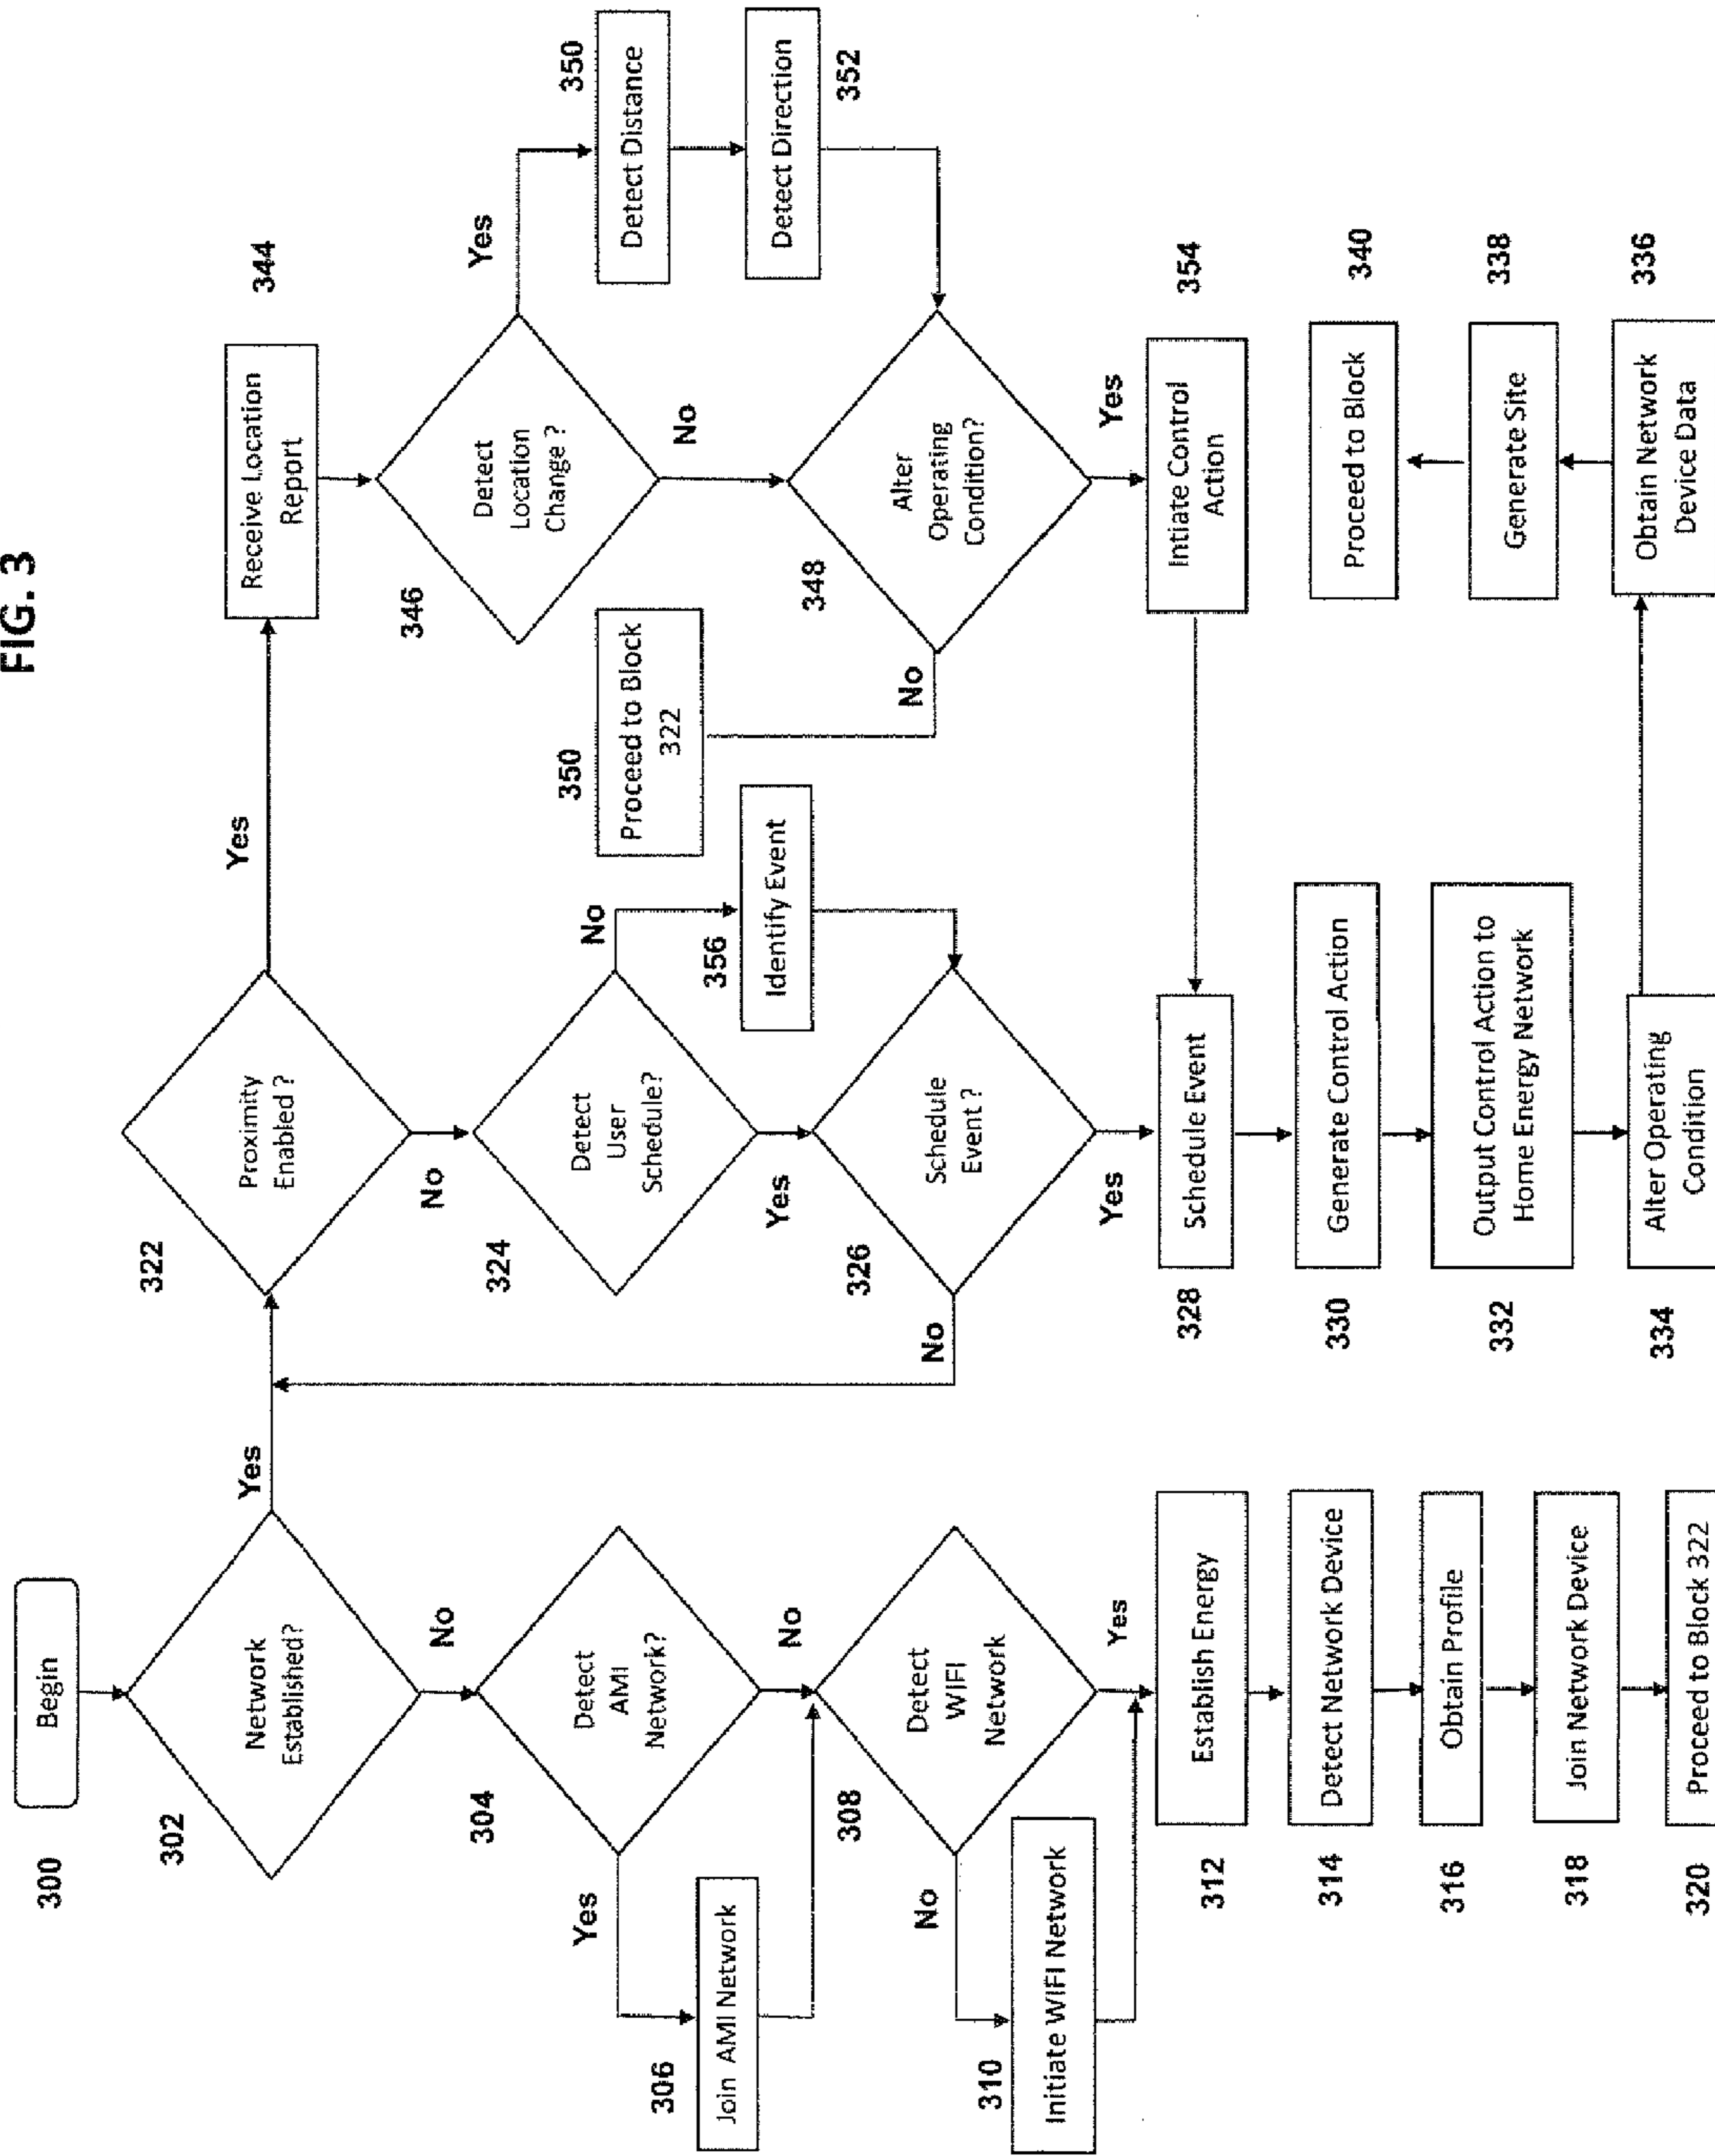 FIG. 3
300
Begin
302
Network
Established?
Yes
No
304
Detect
AMI
Network?
Yes
No
306
Join AMI Network
308
Detect
WIFI
Network
No
Yes
310
Initiate WIFI Network
312
Establish Energy
314
Detect Network Device
316
Obtain Profile
318
Join Network Device
320
Proceed to Block 322
322
Proximity
Enabled ?
Yes
No
324
Detect
User
Schedule?
No
Yes
356
Identify Event
326
Schedule
Event ?
No
Yes
328
Schedule Event
330
Generate Control Action
332
Output Control Action to
Home Energy Network
334
Alter Operating
Condition
344
Receive Location
Report
346
Detect
Location
Change ?
Yes
No
350
Detect Distance
352
Detect Direction
350
Proceed to Block
322
348
Alter
Operating
Condition?
No
Yes
354
Intiate Control
Action
340
Proceed to Block
338
Generate Site
336
Obtain Network
Device Data